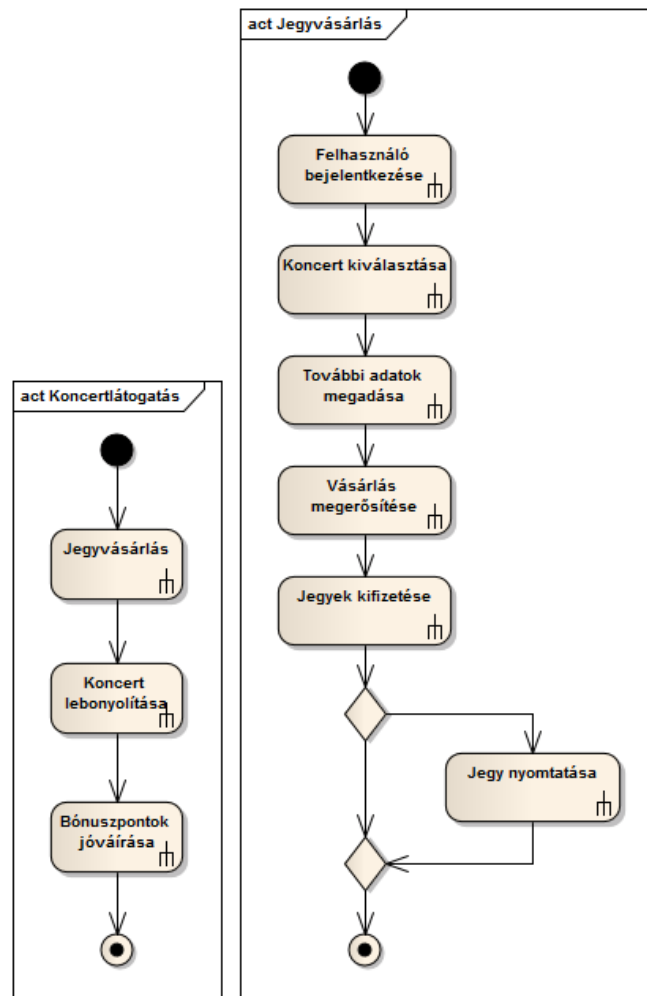 act Jegyvásárlás
Felhasználó
bejelentkezése
Koncert kiválasztása
További adatok
megadása
Vásárlás
megerősítése
Jegyek kifizetése
Jegy nyomtatása
act Koncertlátogatás
Jegyvásárlás
Koncert
lebonyolítása
Bónuszpontok
jóváírása